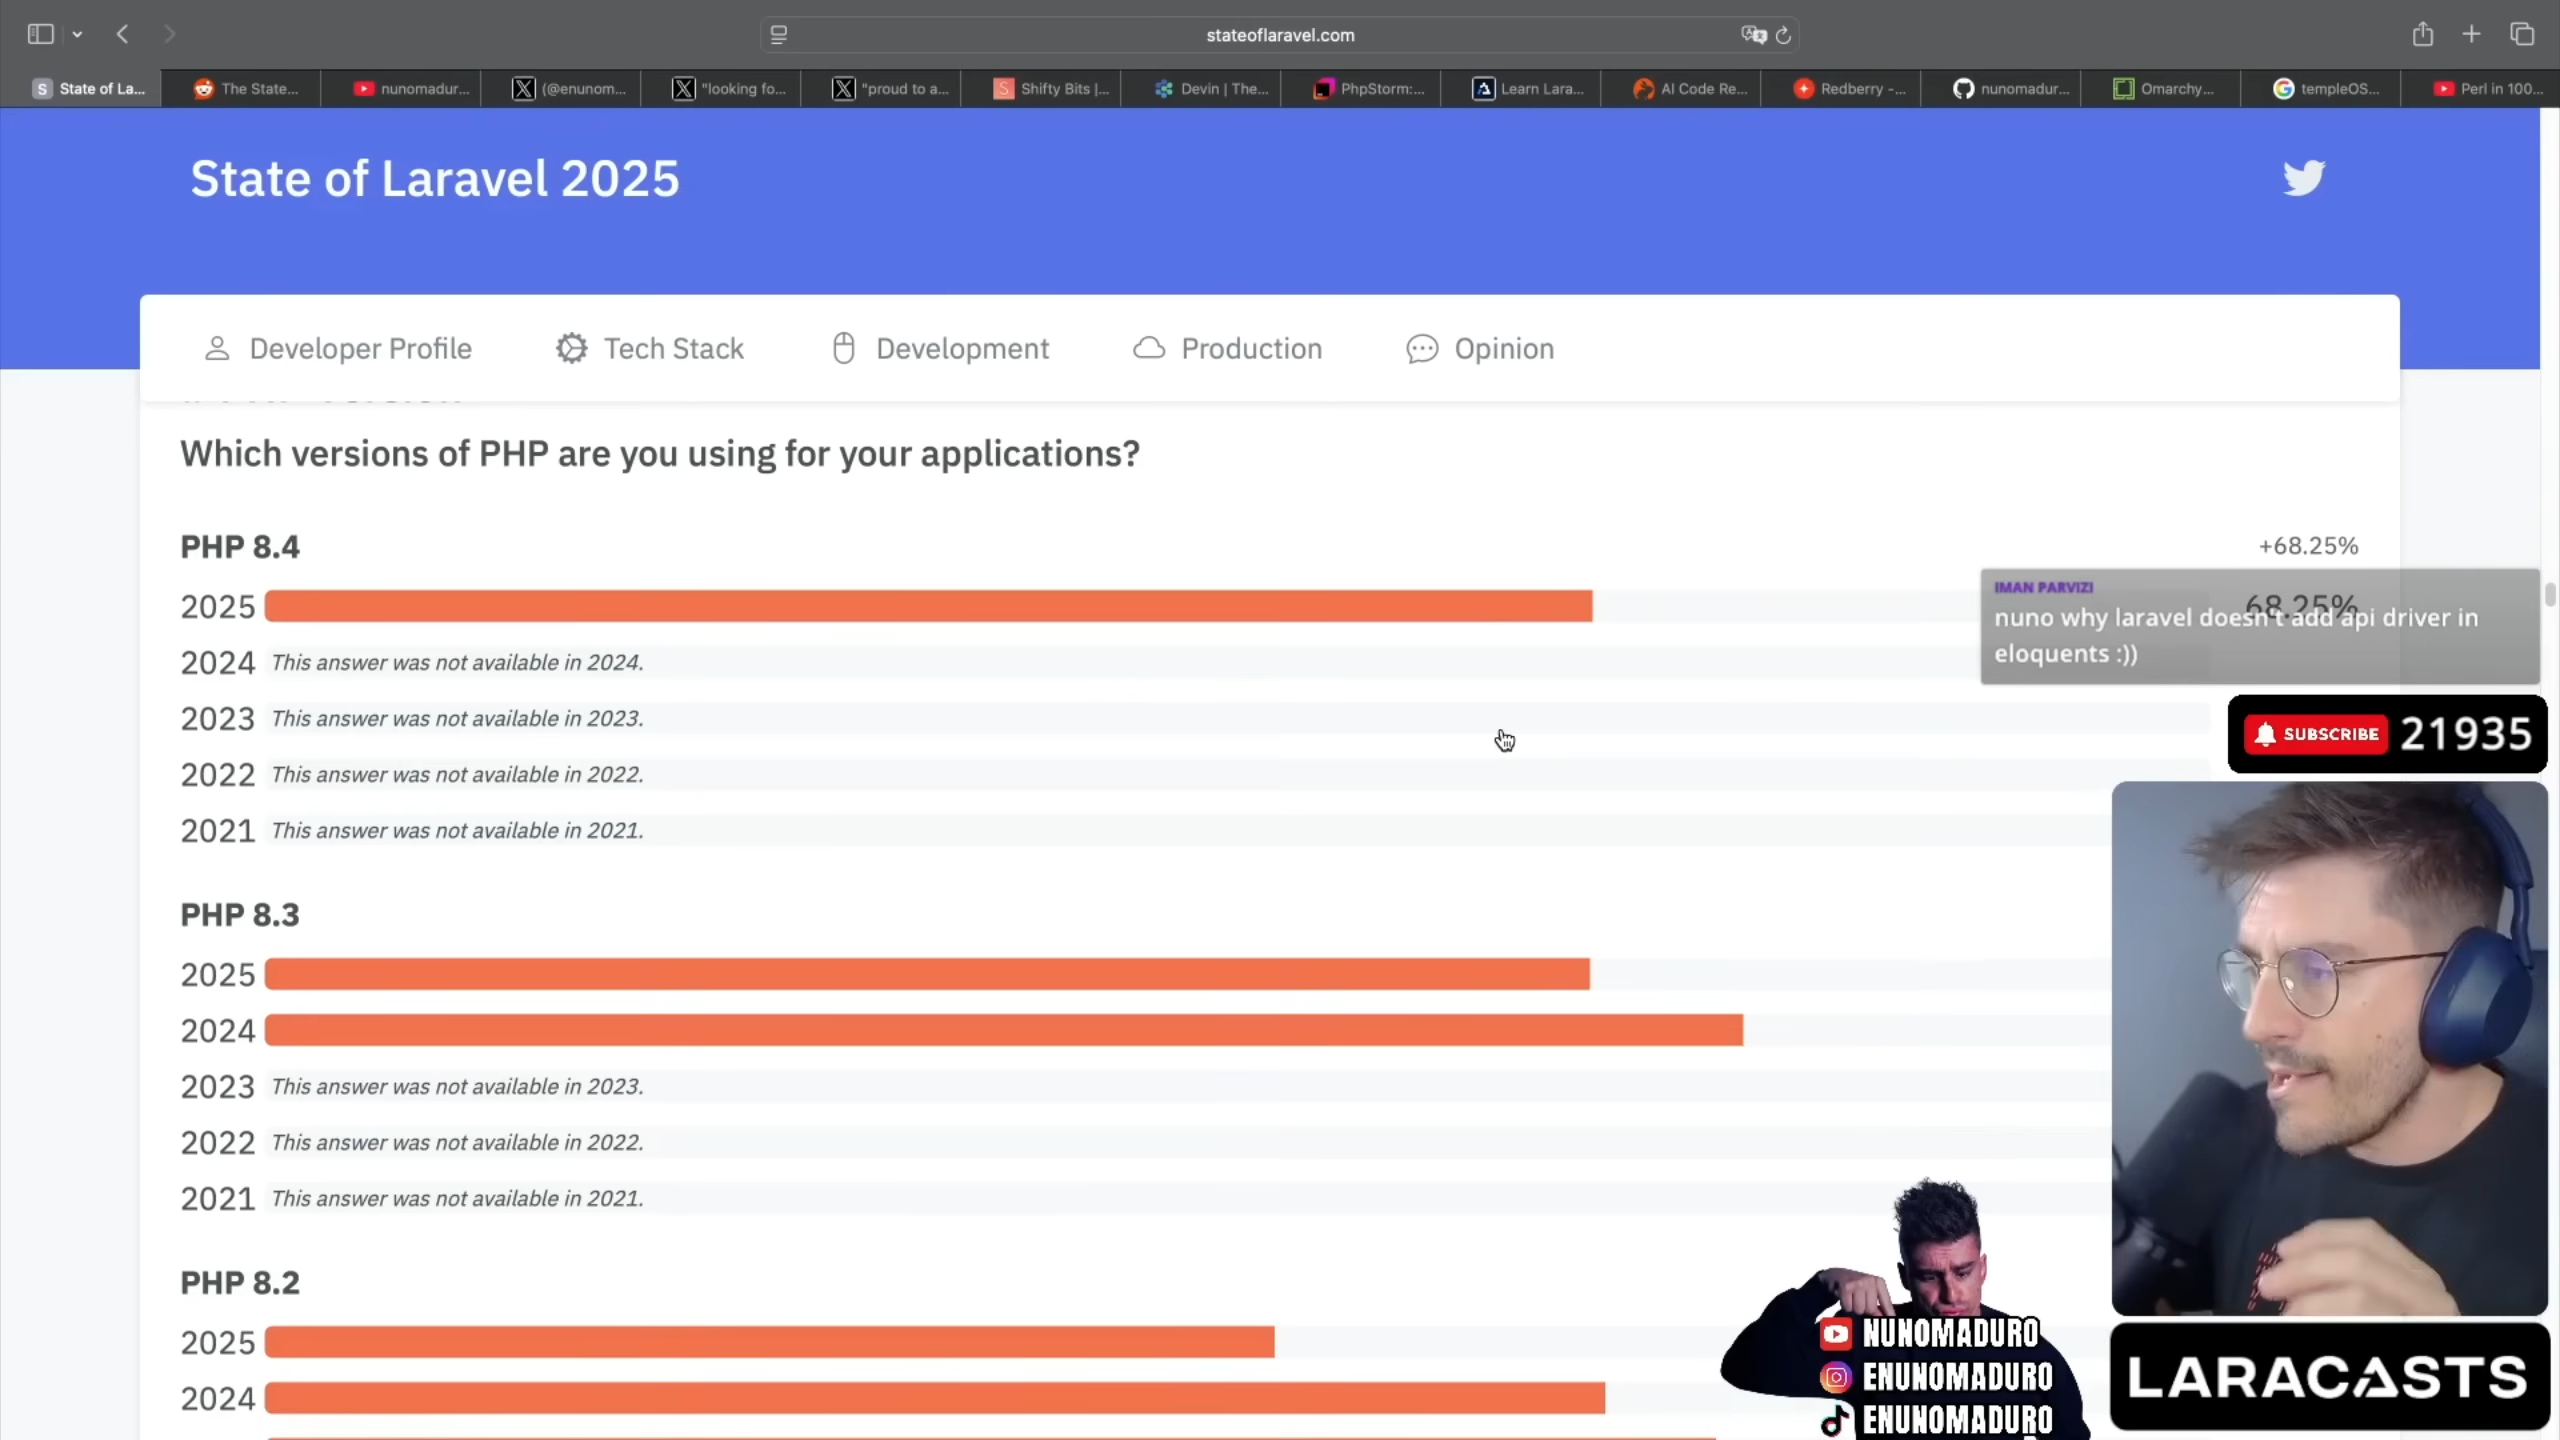 stateoflaravel.com
State of La...
The State...
nunomadur...
(@enunom...
"looking fo...
"proud to a...
Shifty Bits |...
Devin | The...
PhpStorm:...
Learn Lara...
AI Code Re...
Redberry -...
nunomadur...
Omarchy...
templeOS...
Perl in 100...
State of Laravel 2025
Developer Profile
Tech Stack
Development
Production
Opinion
Which versions of PHP are you using for your applications?
PHP 8.4
+68.25%
2025
68.25%
2024 This answer was not available in 2024.
2023 This answer was not available in 2023.
2022 This answer was not available in 2022.
2021 This answer was not available in 2021.
IMAN PARVIZI
nuno why laravel doesn't add api driver in
eloquents :))
SUBSCRIBE 21935
PHP 8.3
2025
2024
2023 This answer was not available in 2023.
2022 This answer was not available in 2022.
2021 This answer was not available in 2021.
PHP 8.2
2025
2024
NUNOMADURO
ENUNOMADURO
ENUNOMADURO
LARACASTS